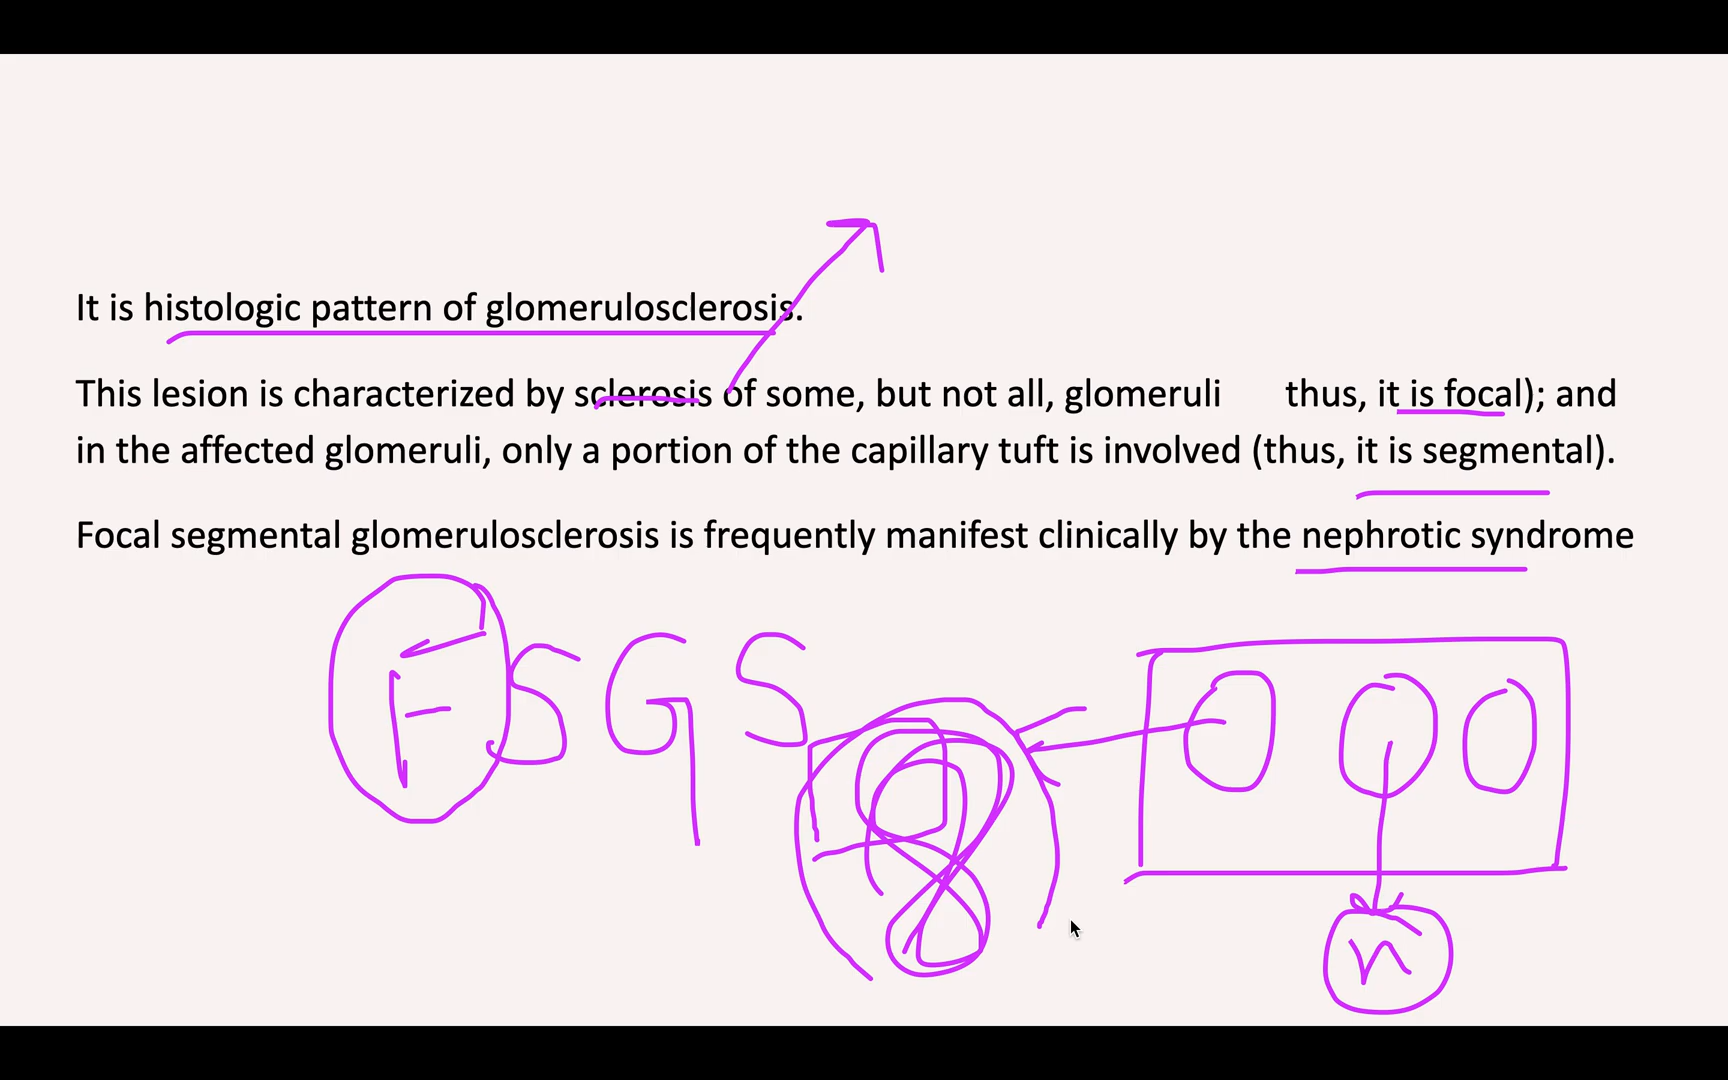 It is histologic pattern of glomerulosclerosis.
This lesion is characterized by sclerosis of some, but not all, glomeruli thus, it is focal); and
in the affected glomeruli, only a portion of the capillary tuft is involved (thus, it is segmental).
Focal segmental glomerulosclerosis is frequently manifest clinically by the nephrotic syndrome
FSGS
n